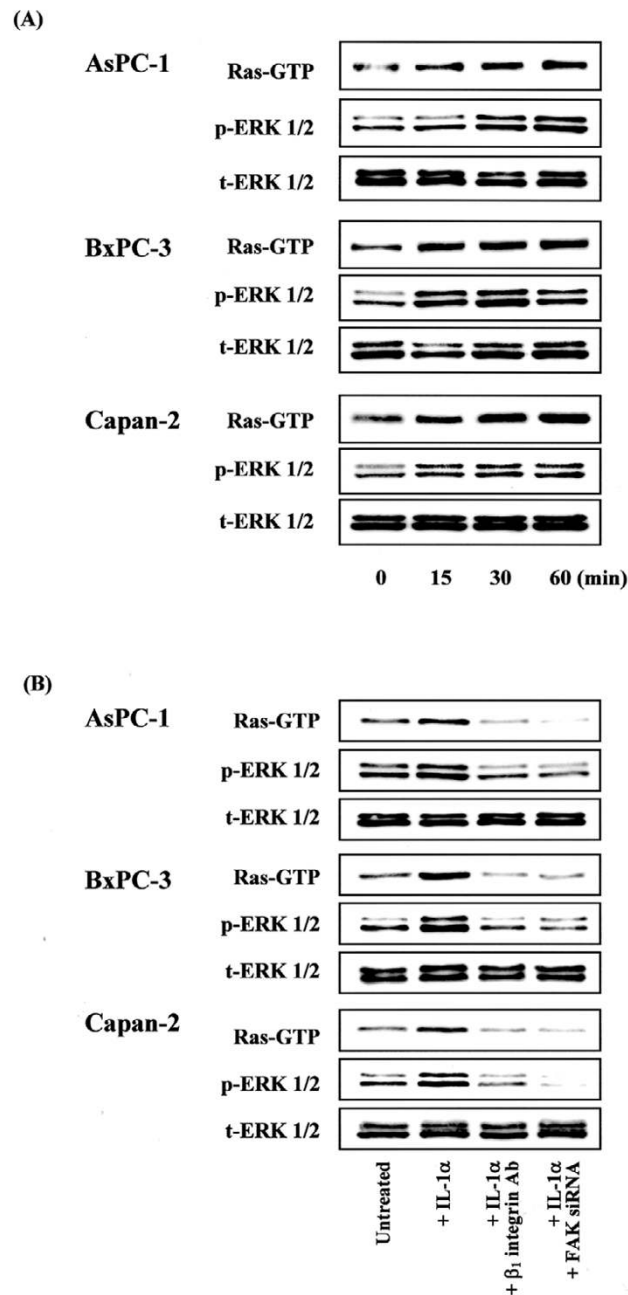 (A)
AsPC-1
Ras-GTP
p-ERK 1/2
t-ERK 1/2
BxPC-3
Ras-GTP
p-ERK 1/2
t-ERK 1/2
Capan-2
Ras-GTP
p-ERK 1/2
t-ERK 1/2
0 15 30 60 (min)
(B)
AsPC-1
Ras-GTP
p-ERK 1/2
t-ERK 1/2
BxPC-3
Ras-GTP
p-ERK 1/2
t-ERK 1/2
Capan-2
Ras-GTP
p-ERK 1/2
t-ERK 1/2
Untreated
+ IL-1α
+ IL-1α
+ β₁ integrin Ab
+ IL-1α
+ FAK siRNA